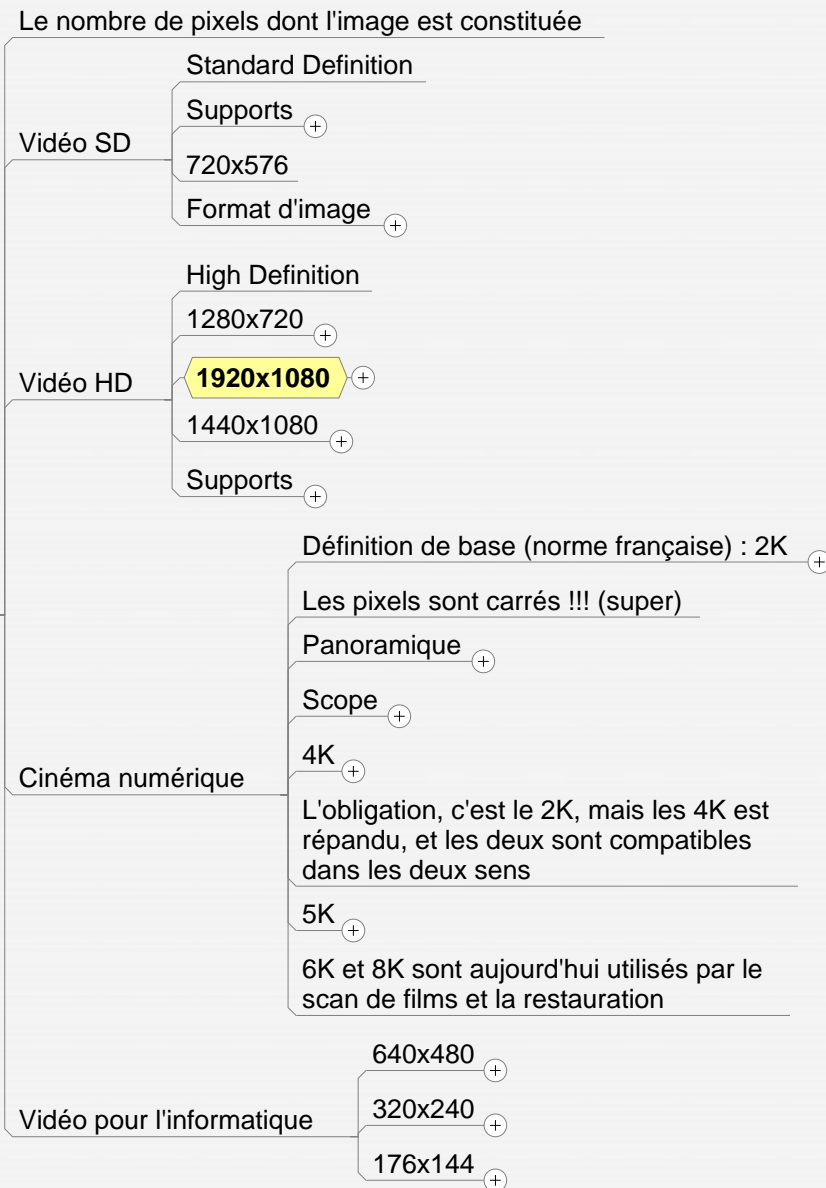 Le nombre de pixels dont l'image est constituée
Vidéo SD
Standard Definition
Supports
720x576
Format d'image
Vidéo HD
High Definition
1280x720
1920x1080
1440x1080
Supports
Cinéma numérique
Définition de base (norme française) : 2K
Les pixels sont carrés !!! (super)
Panoramique
Scope
4K
L'obligation, c'est le 2K, mais les 4K est
répandu, et les deux sont compatibles
dans les deux sens
5K
6K et 8K sont aujourd'hui utilisés par le
scan de films et la restauration
Vidéo pour l'informatique
640x480
320x240
176x144